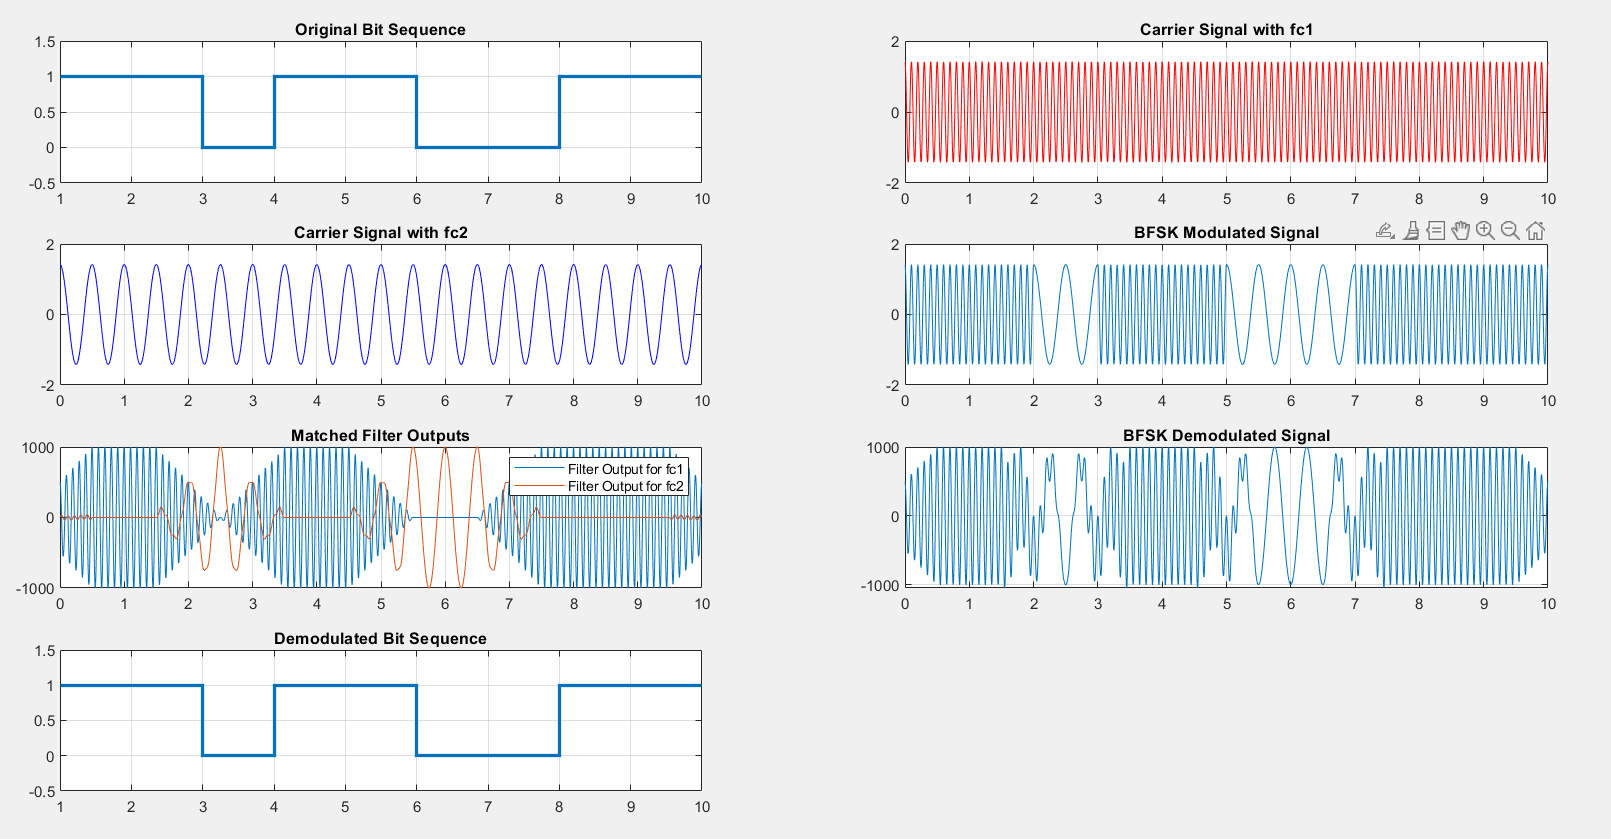 Original Bit Sequence
1.5
1
0.5
0
-0.5
1 2 3 4 5 6 7 8 9 10
Carrier Signal with fc1
2
0
-2
0 1 2 3 4 5 6 7 8 9 10
Carrier Signal with fc2
2
0
-2
0 1 2 3 4 5 6 7 8 9 10
BFSK Modulated Signal
2
0
-2
0 1 2 3 4 5 6 7 8 9 10
Matched Filter Outputs
1000
0
-1000
0 1 2 3 4 5 6 7 8 9 10
Filter Output for fc1
Filter Output for fc2
BFSK Demodulated Signal
1000
0
-1000
0 1 2 3 4 5 6 7 8 9 10
Demodulated Bit Sequence
1.5
1
0.5
0
-0.5
1 2 3 4 5 6 7 8 9 10